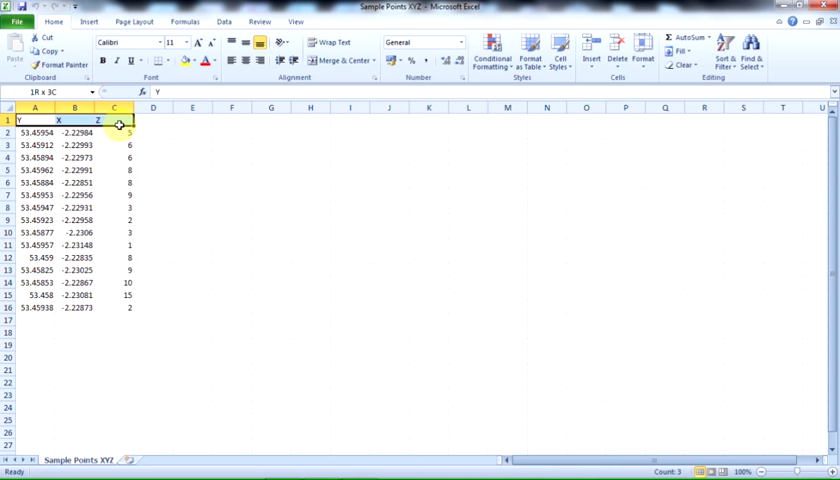 Sample Points XYZ - Microsoft Excel
File Home Insert Page Layout Formulas Data Review View
Cut
Copy
Format Painter
Paste
Calibri 11
B I U
Wrap Text
Merge & Center
General
Conditional Formatting
Format as Table
Cell Styles
Insert Delete Format
AutoSum
Fill
Clear
Sort & Filter
Find & Select
Clipboard Font Alignment Number Styles Cells Editing
1R x 3C fx Y
A B C D E F G H I J K L M N O P Q R S T U
1 Y X Z
2 53.45954 -2.22984 5
3 53.45912 -2.22993 6
4 53.45894 -2.22973 6
5 53.45962 -2.22991 8
6 53.45884 -2.22851 8
7 53.45953 -2.22956 9
8 53.45947 -2.22931 3
9 53.45923 -2.22958 2
10 53.45877 -2.2306 3
11 53.45957 -2.23148 1
12 53.459 -2.22835 8
13 53.45825 -2.23025 9
14 53.45853 -2.22867 10
15 53.458 -2.23081 15
16 53.45938 -2.22873 2
17
18
19
20
21
22
23
24
25
26
27
Sample Points XYZ
Ready Count: 3 100%